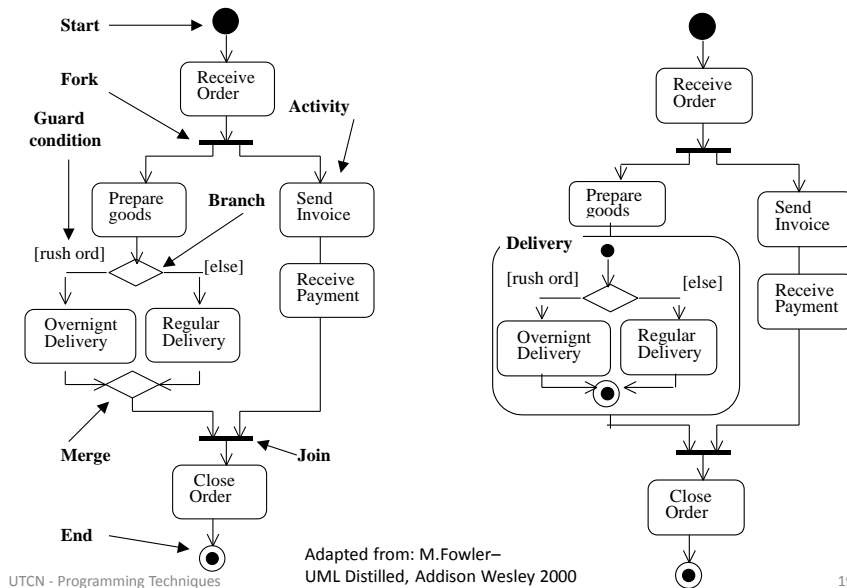 Start
Fork
Guard
condition
Receive
Order
Activity
Prepare
goods
Branch
Send
Invoice
[rush ord]
[else]
Receive
Payment
Overnignt
Delivery
Regular
Delivery
Merge
Join
Close
Order
End
Receive
Order
Prepare
goods
Send
Invoice
Delivery
[rush ord]
[else]
Receive
Payment
Overnignt
Delivery
Regular
Delivery
Close
Order
Adapted from: M.Fowler–
UML Distilled, Addison Wesley 2000
UTCN - Programming Techniques